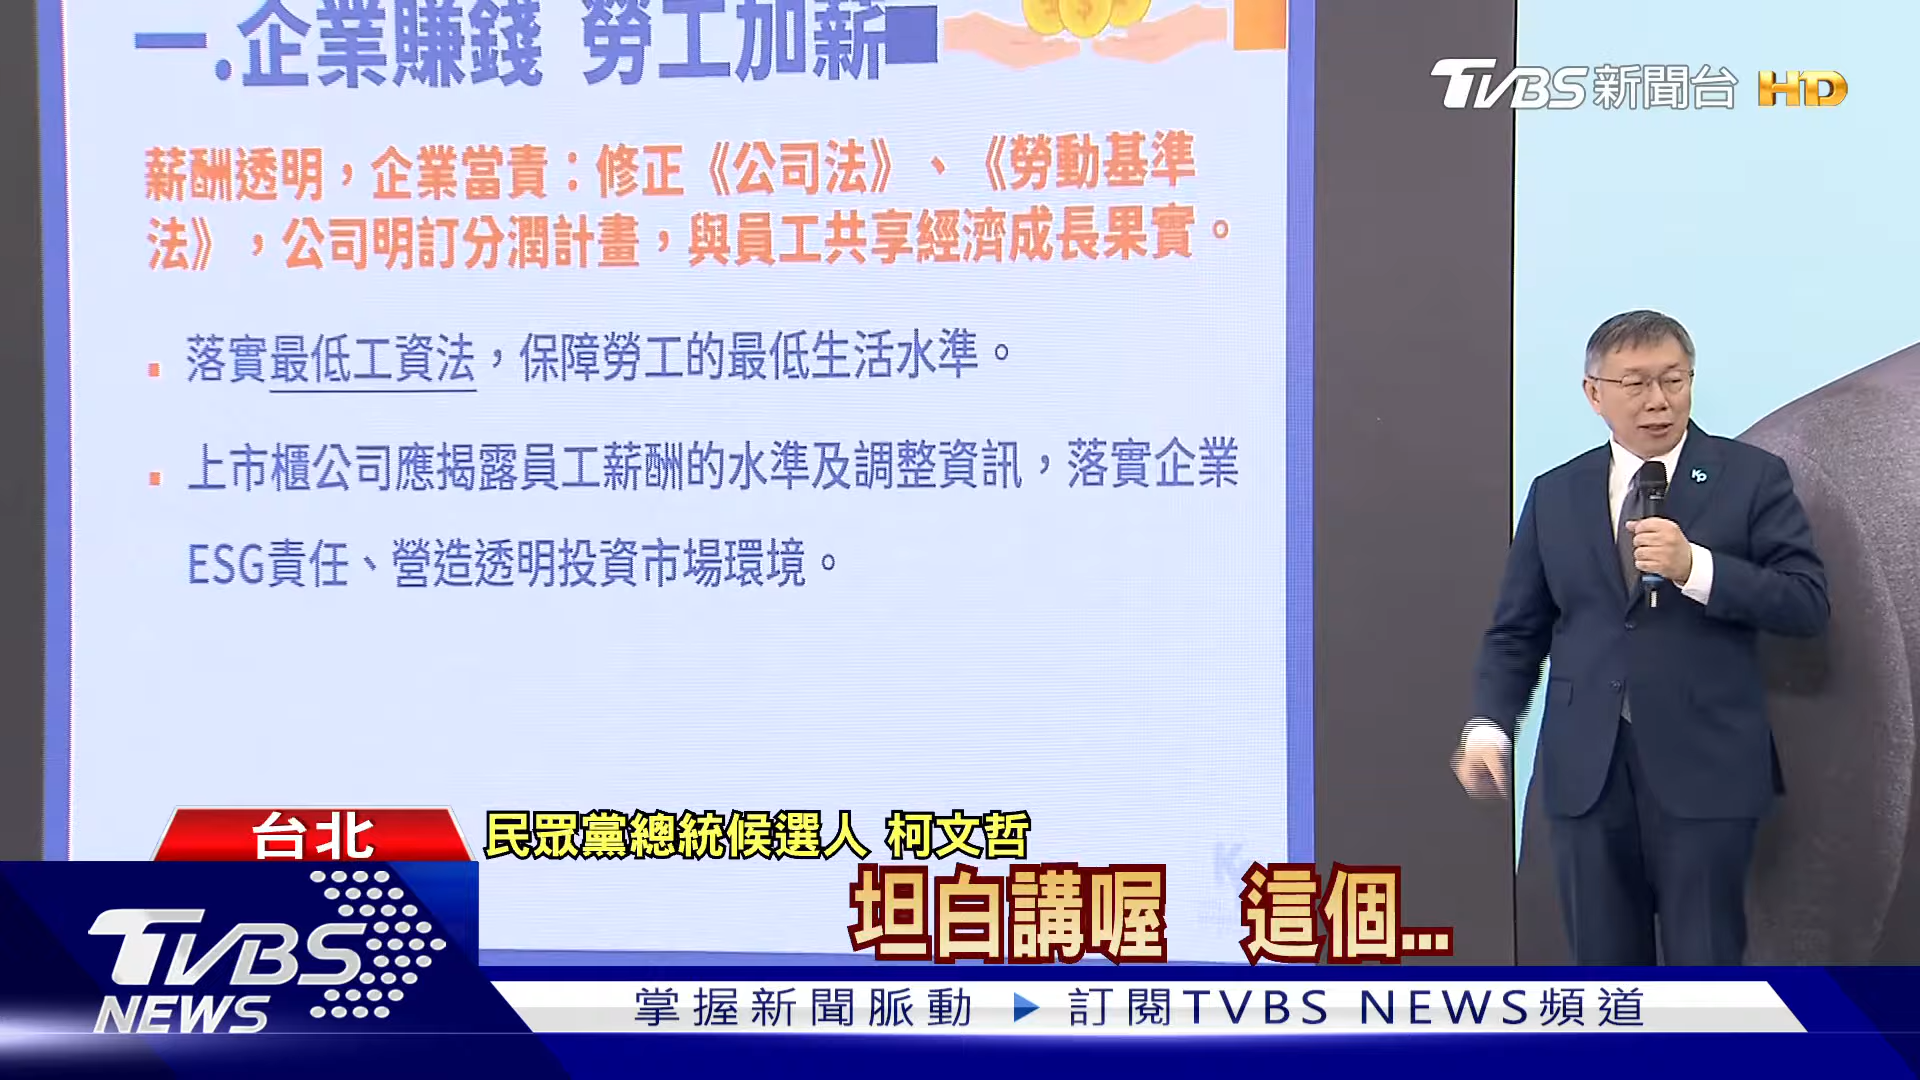 一.企業賺錢 勞工加薪
TVBS新聞台 HD
薪酬透明，企業當責：修正《公司法》、《勞動基準
法》，公司明訂分潤計畫，與員工共享經濟成長果實。
落實最低工資法，保障勞工的最低生活水準。
上市櫃公司應揭露員工薪酬的水準及調整資訊，落實企業
ESG責任、營造透明投資市場環境。
KP
台北
民眾黨總統候選人 柯文哲
坦白講喔 這個...
TVBS
NEWS
掌握新聞脈動 ▶ 訂閱TVBS NEWS頻道